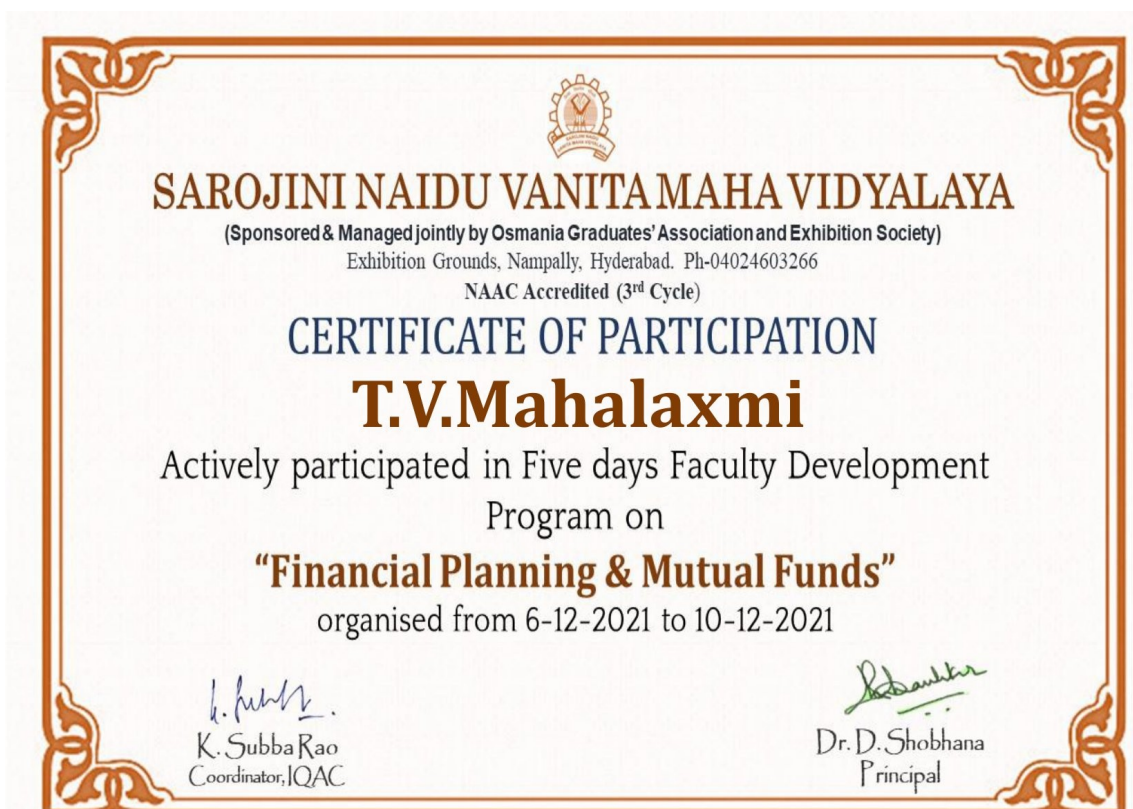 SAROJINI NAIDU VANITA MAHA VIDYALAYA
(Sponsored & Managed jointly by Osmania Graduates' Association and Exhibition Society)
Exhibition Grounds, Nampally, Hyderabad. Ph-04024603266
NAAC Accredited (3rd Cycle)
CERTIFICATE OF PARTICIPATION
T.V.Mahalaxmi
Actively participated in Five days Faculty Development
Program on
“Financial Planning & Mutual Funds”
organised from 6-12-2021 to 10-12-2021
K. Subba Rao
Coordinator, IQAC
Dr. D. Shobhana
Principal